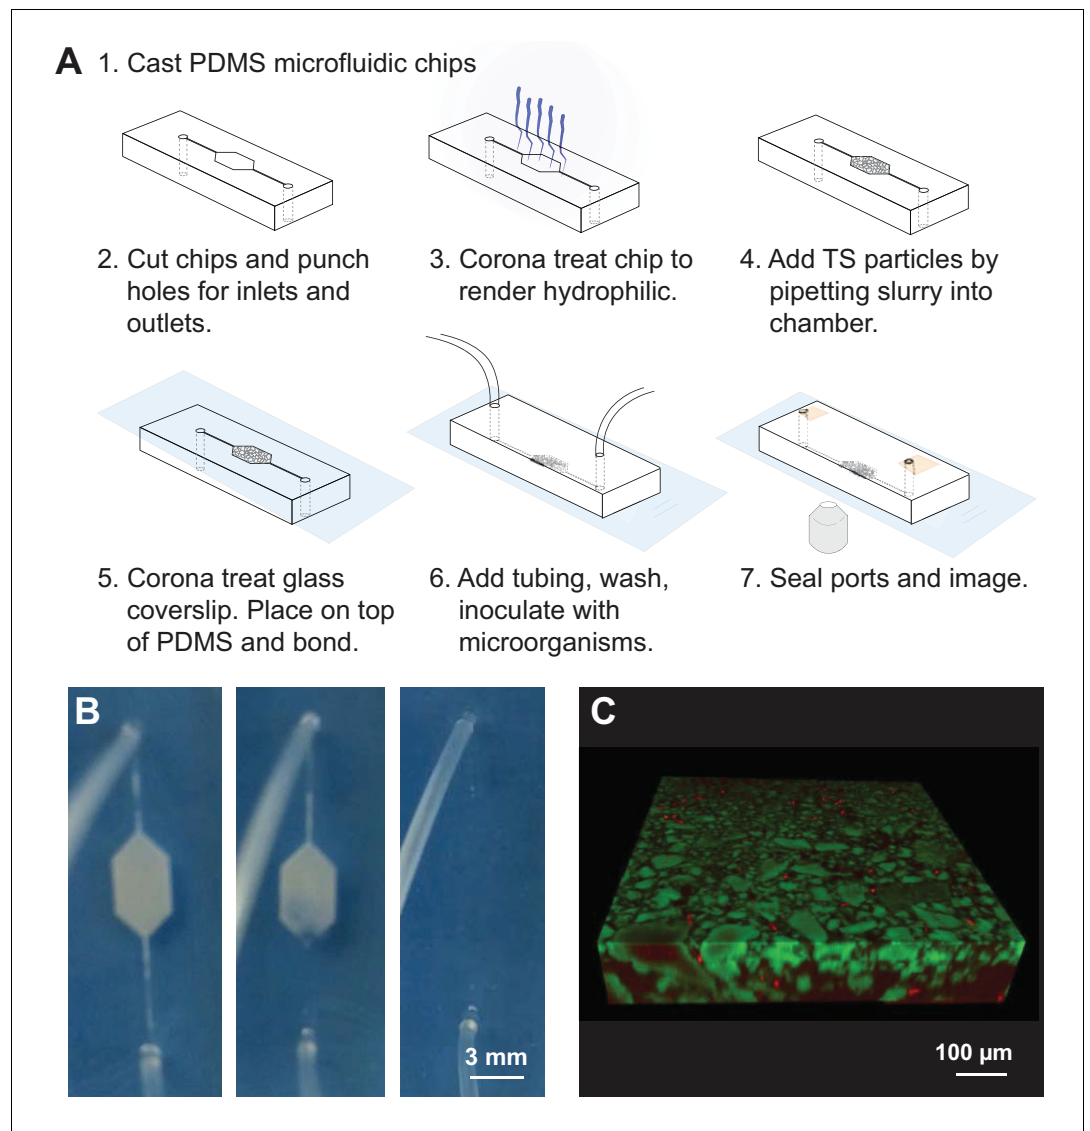 A 1. Cast PDMS microfluidic chips
2. Cut chips and punch
holes for inlets and
outlets.
3. Corona treat chip to
render hydrophilic.
4. Add TS particles by
pipetting slurry into
chamber.
5. Corona treat glass
coverslip. Place on top
of PDMS and bond.
6. Add tubing, wash,
inoculate with
microorganisms.
7. Seal ports and image.
B
3 mm
C
100 µm